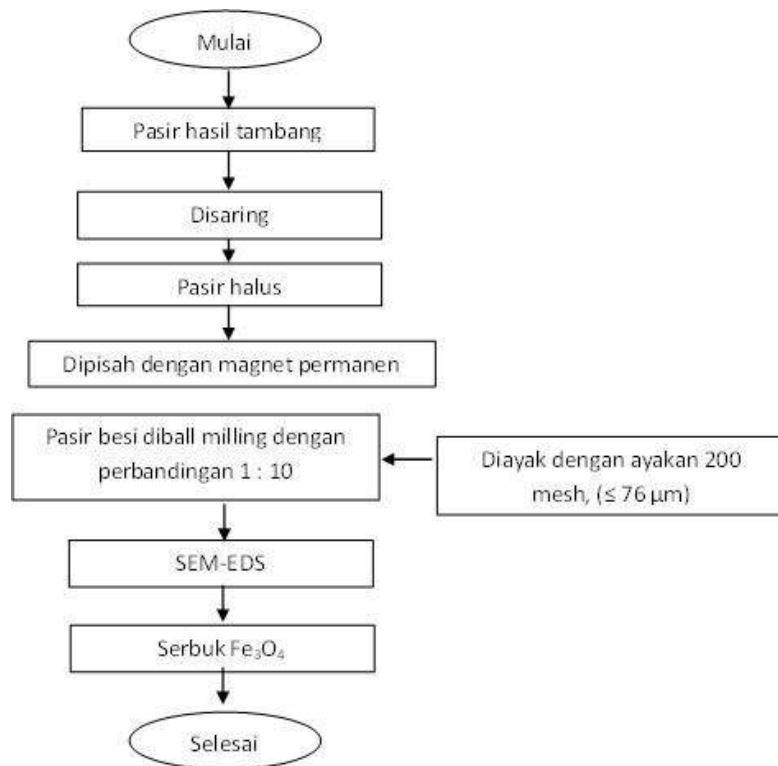 Mulai
Pasir hasil tambang
Disaring
Pasir halus
Dipisah dengan magnet permanen
Pasir besi diball milling dengan
perbandingan 1 : 10
Diayak dengan ayakan 200
mesh, (≤ 76 μm)
SEM-EDS
Serbuk Fe₃O₄
Selesai